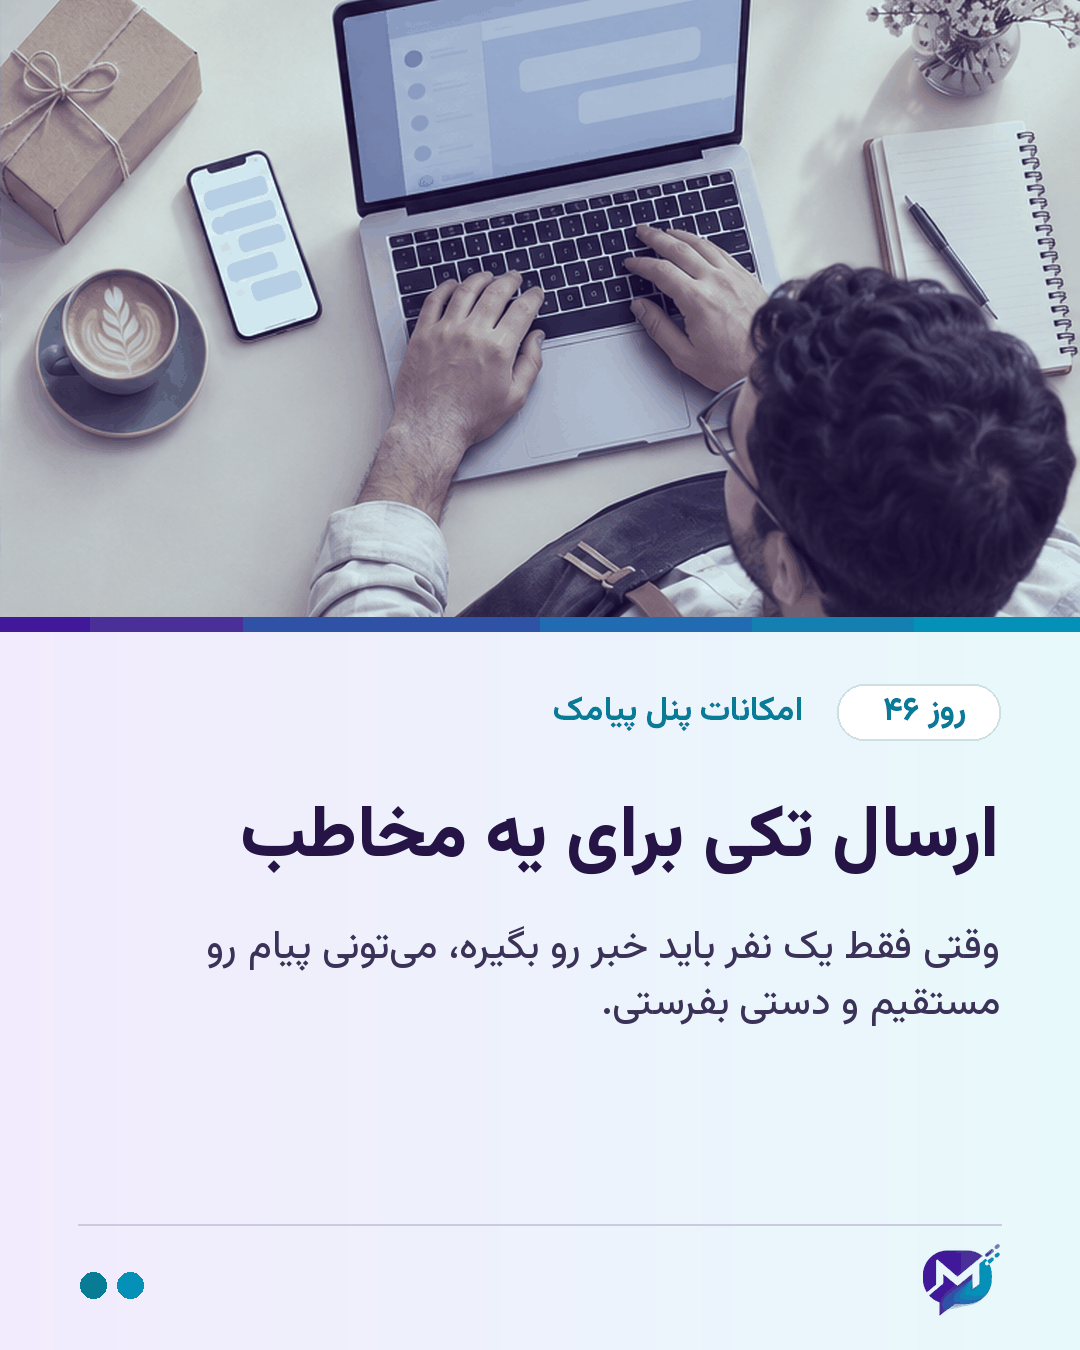 روز ۴۶
امکانات پنل پیامک
ارسال تکی برای یه مخاطب
وقتی فقط یک نفر باید خبر رو بگیره، می‌تونی پیام رو
مستقیم و دستی بفرستی.